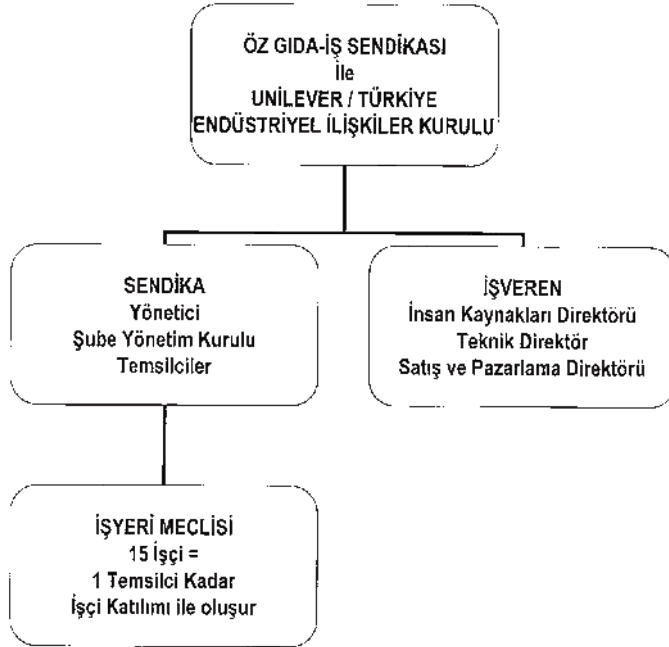 ÖZ GIDA-İŞ SENDİKASI
İle
UNILEVER / TÜRKİYE
ENDÜSTRİYEL İLİŞKİLER KURULU
SENDİKA
Yönetici
Şube Yönetim Kurulu
Temsilciler
İŞVEREN
İnsan Kaynakları Direktörü
Teknik Direktör
Satış ve Pazarlama Direktörü
İŞYERİ MECLİSİ
15 İşçi =
1 Temsilci Kadar
İşçi Katılımı ile oluşur